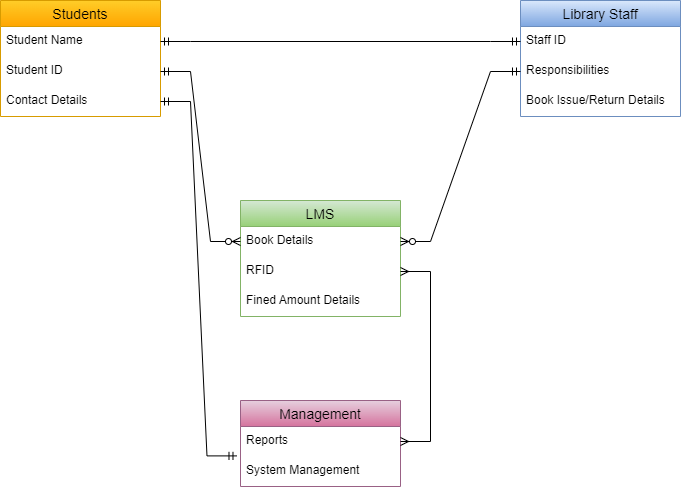 Students
Student Name
Student ID
Contact Details
Library Staff
Staff ID
Responsibilities
Book Issue/Return Details
LMS
Book Details
RFID
Fined Amount Details
Management
Reports
System Management